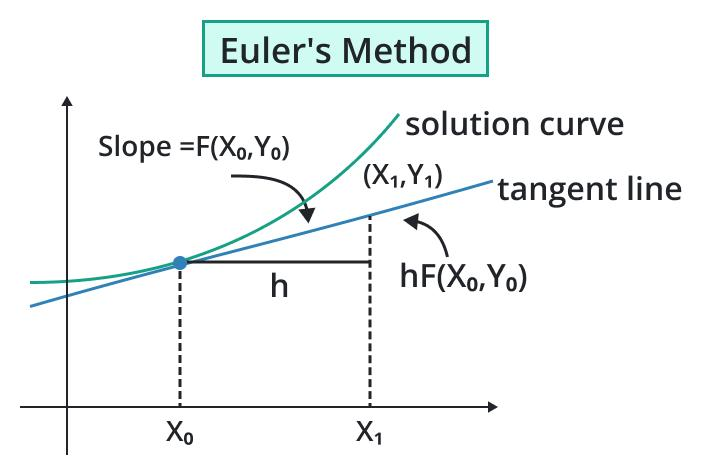 Euler's Method
solution curve
Slope =F(X₀,Y₀)
(X₁,Y₁)
tangent line
hF(X₀,Y₀)
h
X₀
X₁